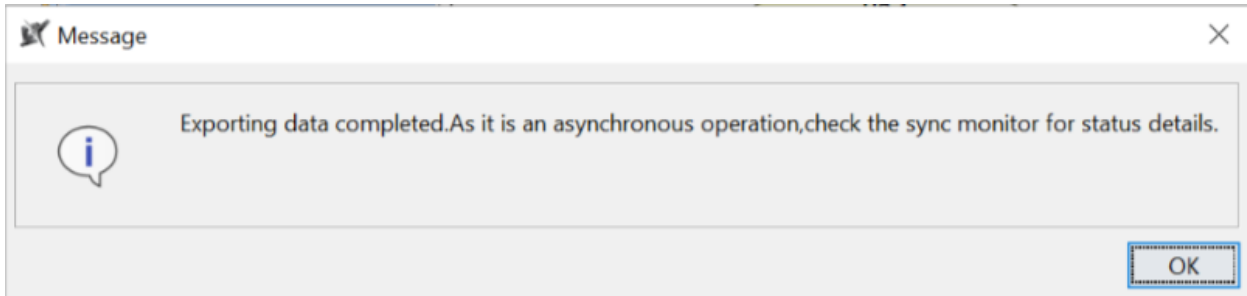 Message
Exporting data completed.As it is an asynchronous operation,check the sync monitor for status details.
i
OK